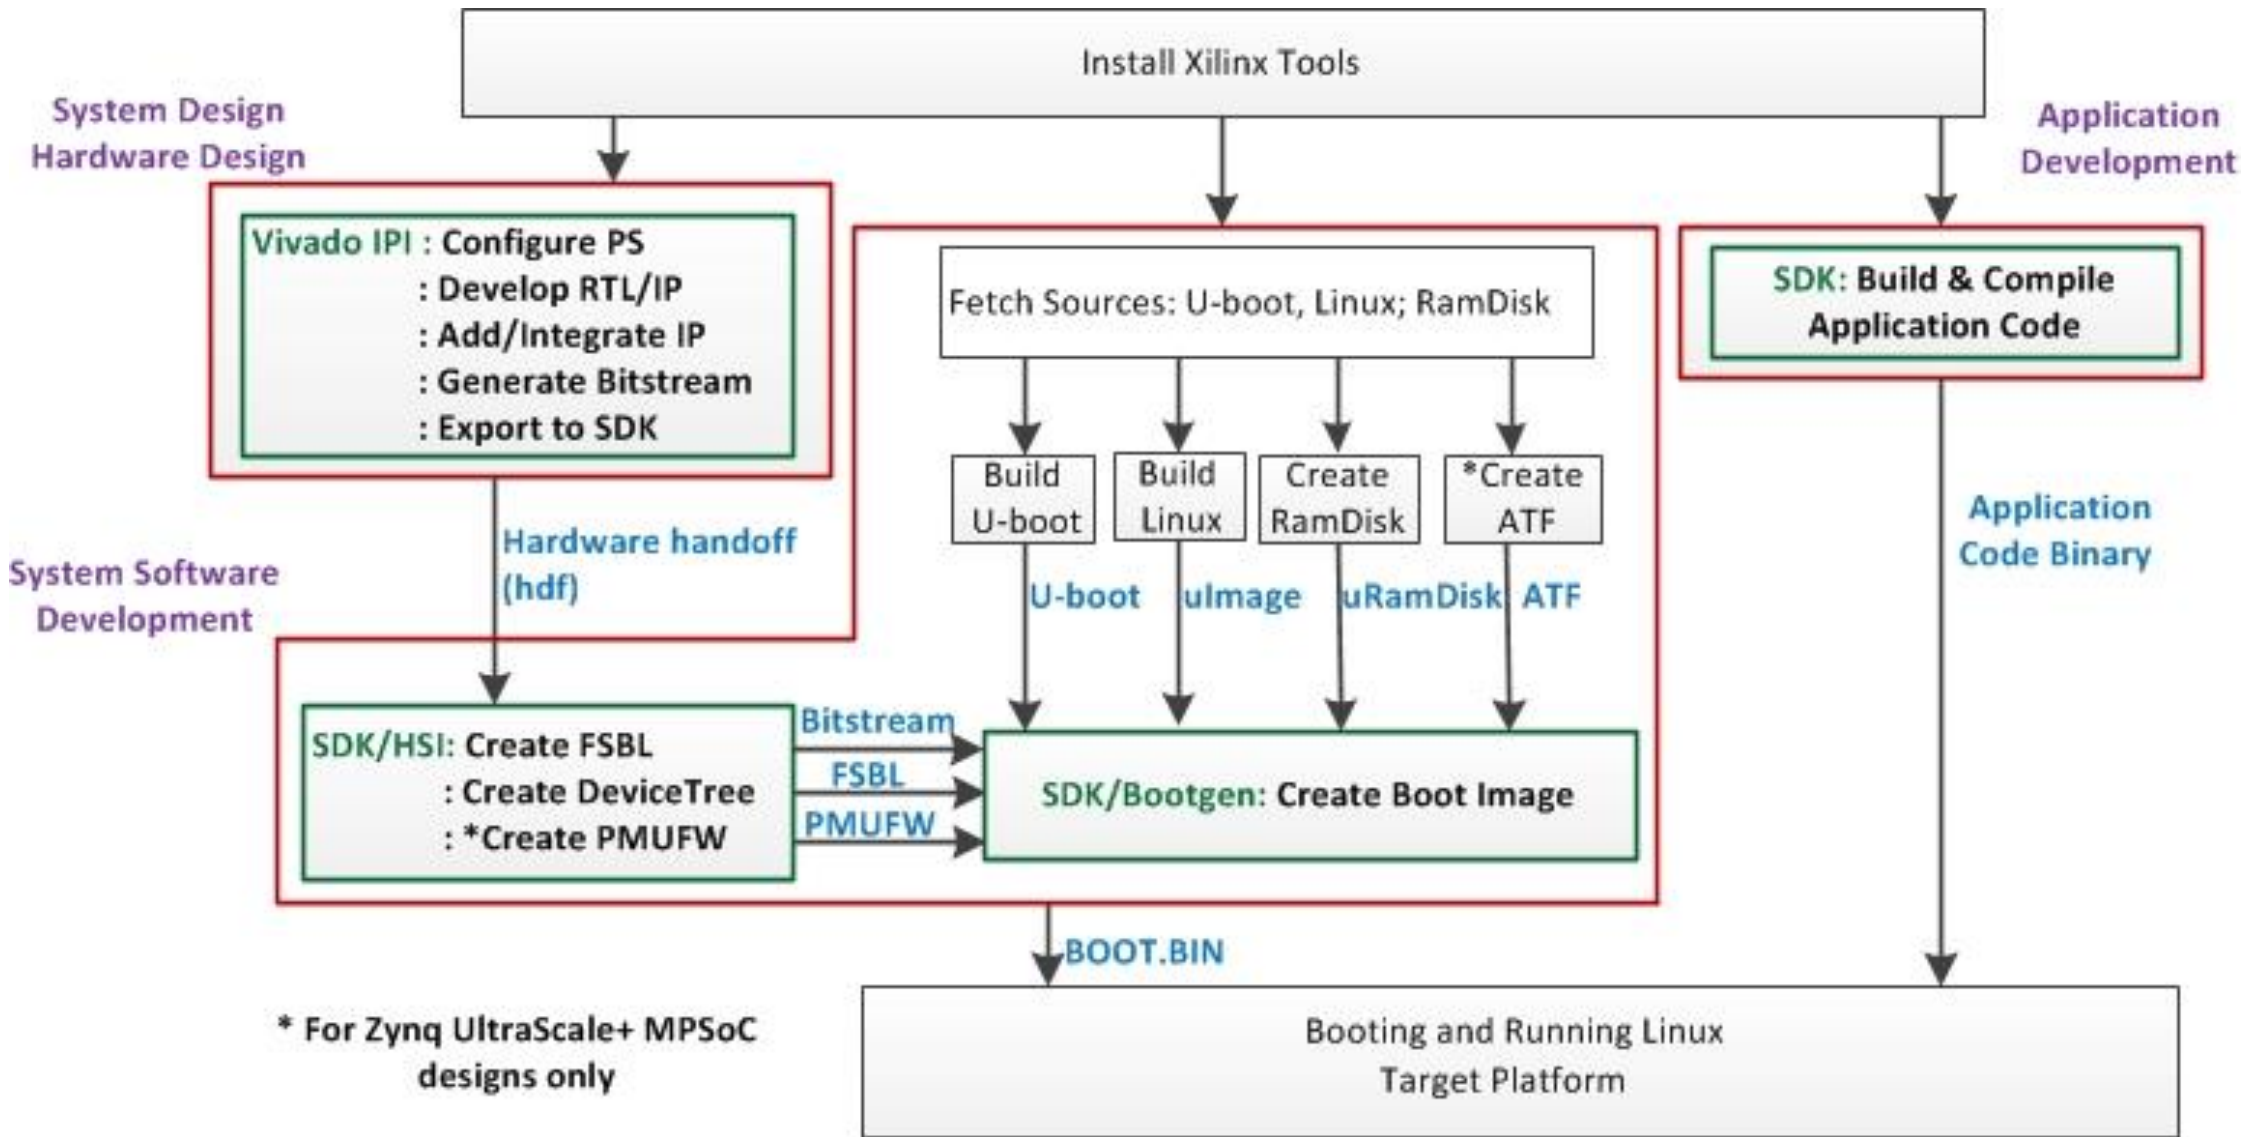 Install Xilinx Tools
System Design
Hardware Design
Application
Development
Vivado IPI : Configure PS
: Develop RTL/IP
: Add/Integrate IP
: Generate Bitstream
: Export to SDK
Fetch Sources: U-boot, Linux; RamDisk
SDK: Build & Compile
Application Code
Build
U-boot
Build
Linux
Create
RamDisk
*Create
ATF
Hardware handoff
(hdf)
Application
Code Binary
System Software
Development
U-boot
uImage
uRamDisk
ATF
SDK/HSI: Create FSBL
: Create DeviceTree
: *Create PMUFW
Bitstream
FSBL
PMUFW
SDK/Bootgen: Create Boot Image
BOOT.BIN
* For Zynq UltraScale+ MPSoC
designs only
Booting and Running Linux
Target Platform